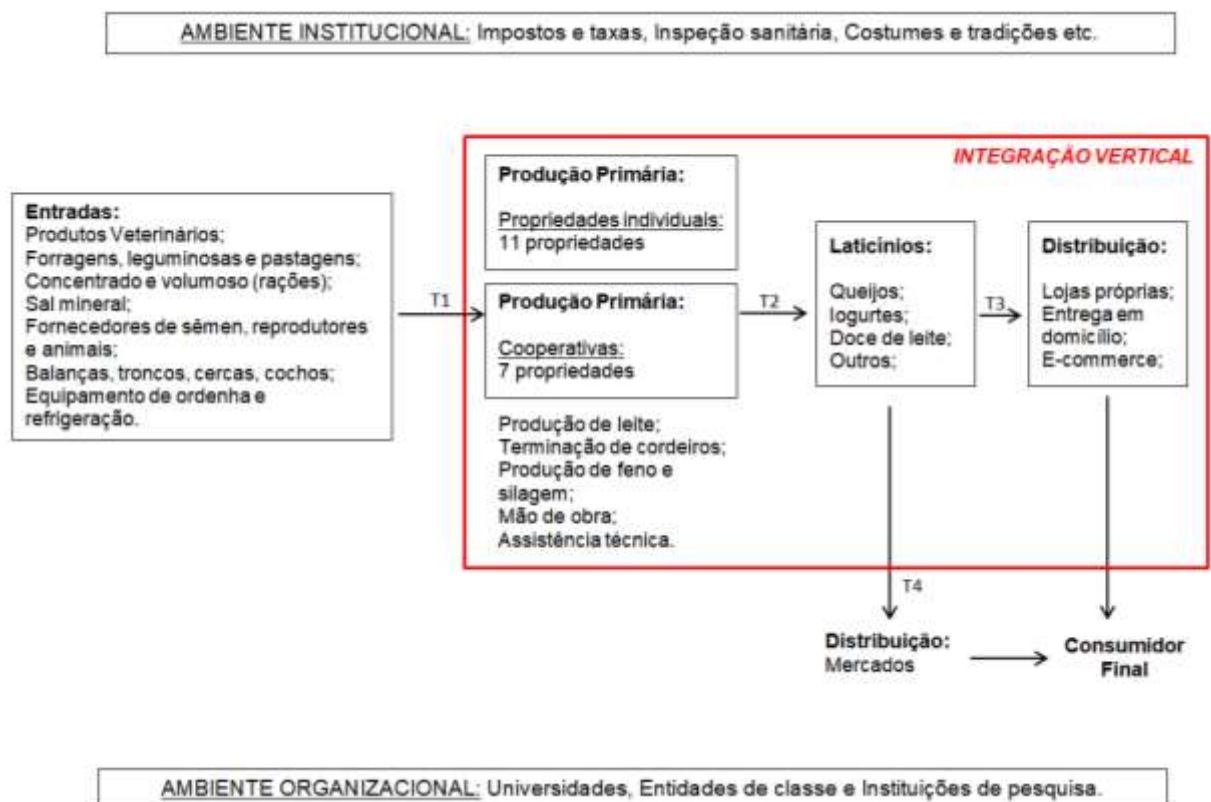 AMBIENTE INSTITUCIONAL: Impostos e taxas, Inspeção sanitária, Costumes e tradições etc.
INTEGRAÇÃO VERTICAL
Entradas:
Produtos Veterinários;
Forragens, leguminosas e pastagens;
Concentrado e volumoso (rações);
Sal mineral;
Fornecedores de sêmen, reprodutores
e animais;
Balanças, troncos, cercas, cochos;
Equipamento de ordenha e
refrigeração.
T1
Produção Primária:
Propriedades individuais:
11 propriedades
Produção Primária:
Cooperativas:
7 propriedades
Produção de leite;
Terminação de cordeiros;
Produção de feno e
silagem;
Mão de obra;
Assistência técnica.
T2
Laticínios:
Queijos;
Iogurtes;
Doce de leite;
Outros;
T3
Distribuição:
Lojas próprias;
Entrega em
domicílio;
E-commerce;
T4
Distribuição:
Mercados
Consumidor
Final
AMBIENTE ORGANIZACIONAL: Universidades, Entidades de classe e Instituições de pesquisa.